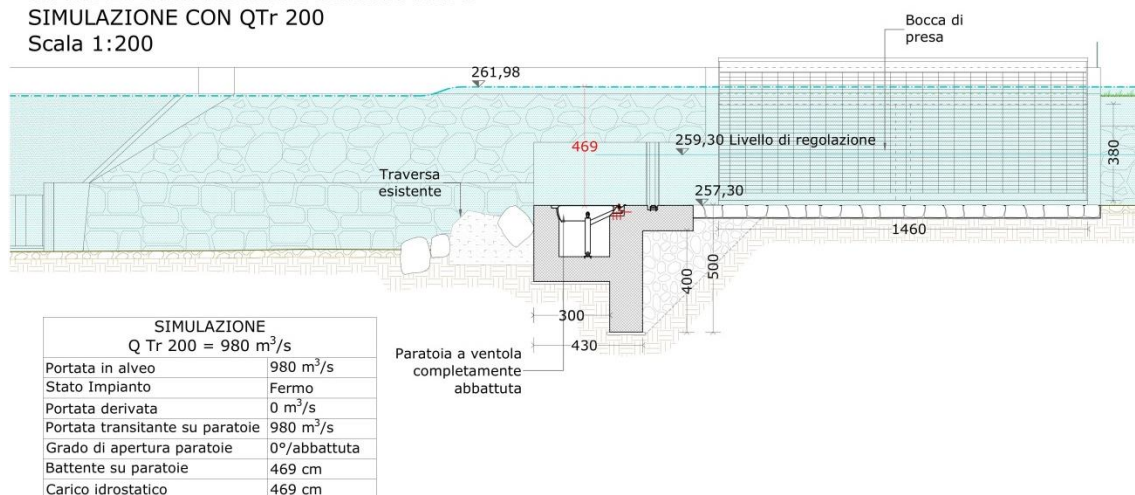 SIMULAZIONE CON QTr 200
Scala 1:200
Bocca di
presa
261,98
469
259,30 Livello di regolazione
380
Traversa
esistente
257,30
1460
300
400
500
430
Paratoia a ventola
completamente
abbattuta
SIMULAZIONE
Q Tr 200 = 980 m³/s
Portata in alveo 980 m³/s
Stato Impianto Fermo
Portata derivata 0 m³/s
Portata transitante su paratoie 980 m³/s
Grado di apertura paratoie 0°/abbattuta
Battente su paratoie 469 cm
Carico idrostatico 469 cm